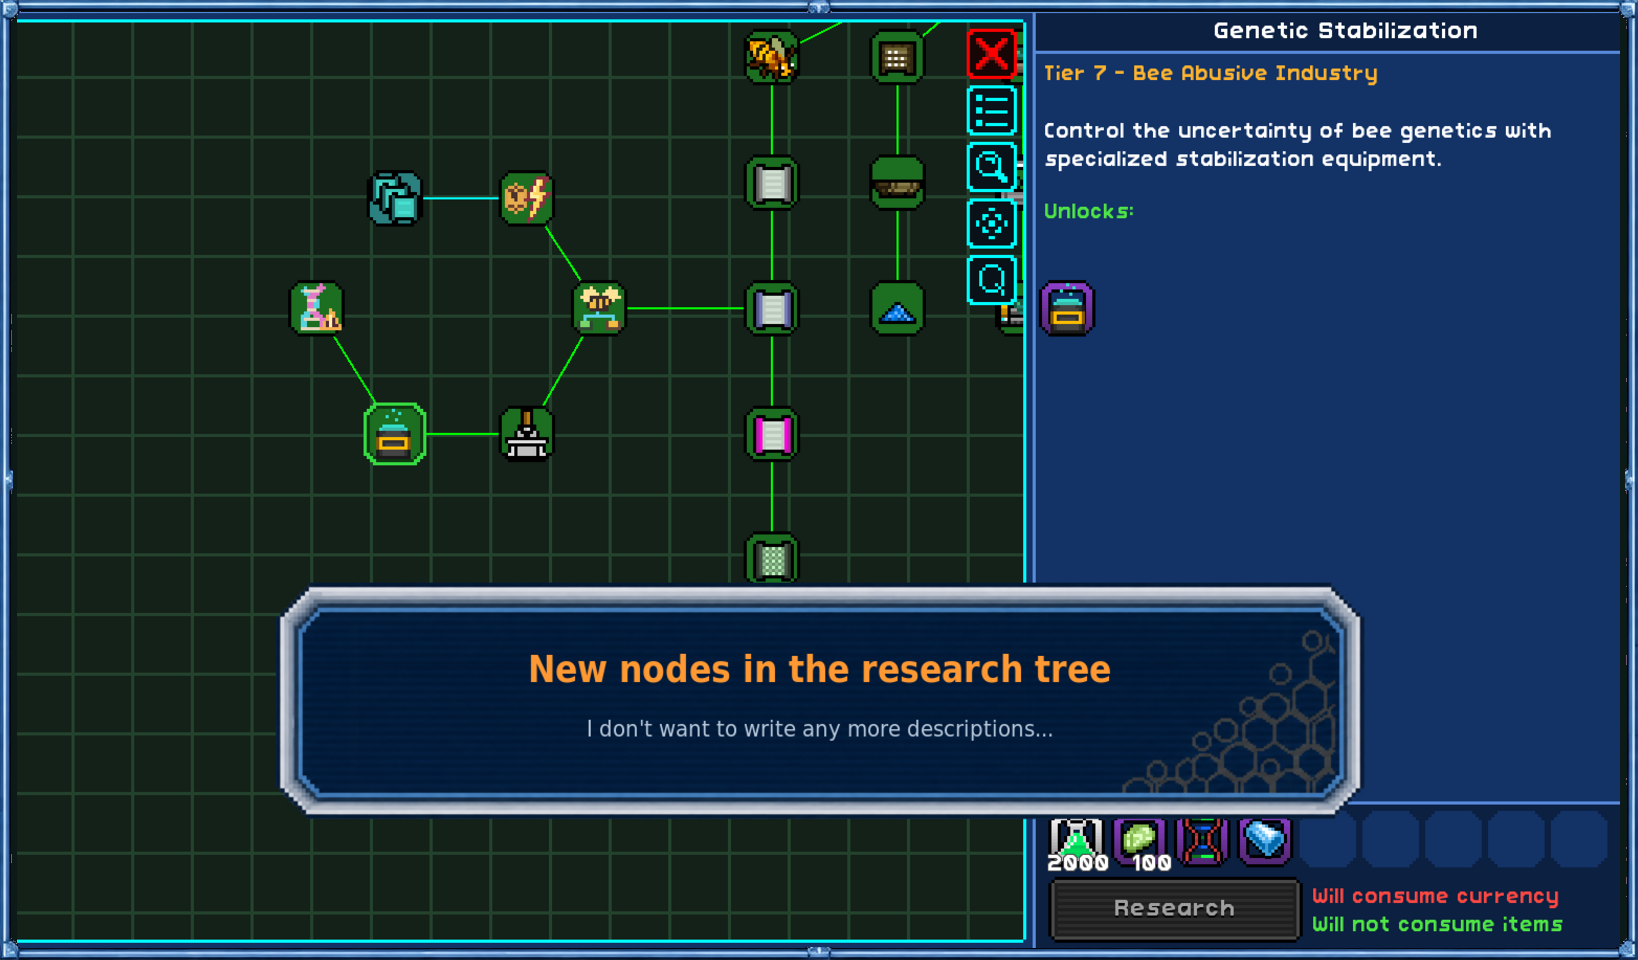 Genetic Stabilization
Tier 7 - Bee Abusive Industry
Control the uncertainty of bee genetics with
specialized stabilization equipment.
Unlocks:
New nodes in the research tree
I don't want to write any more descriptions...
2000 100
Research
Will consume currency
Will not consume items